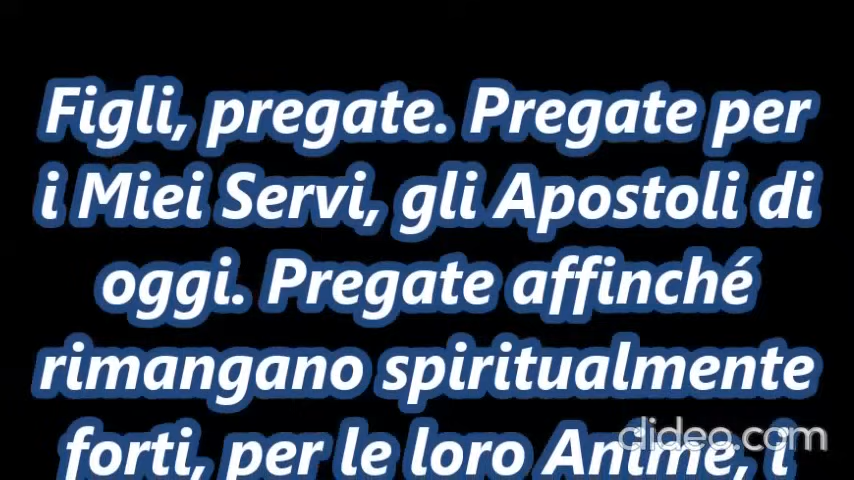 Figli, pregate. Pregate per
i Miei Servi, gli Apostoli di
oggi. Pregate affinché
rimangano spiritualmente
forti, per le loro Anime, i
clideo.com